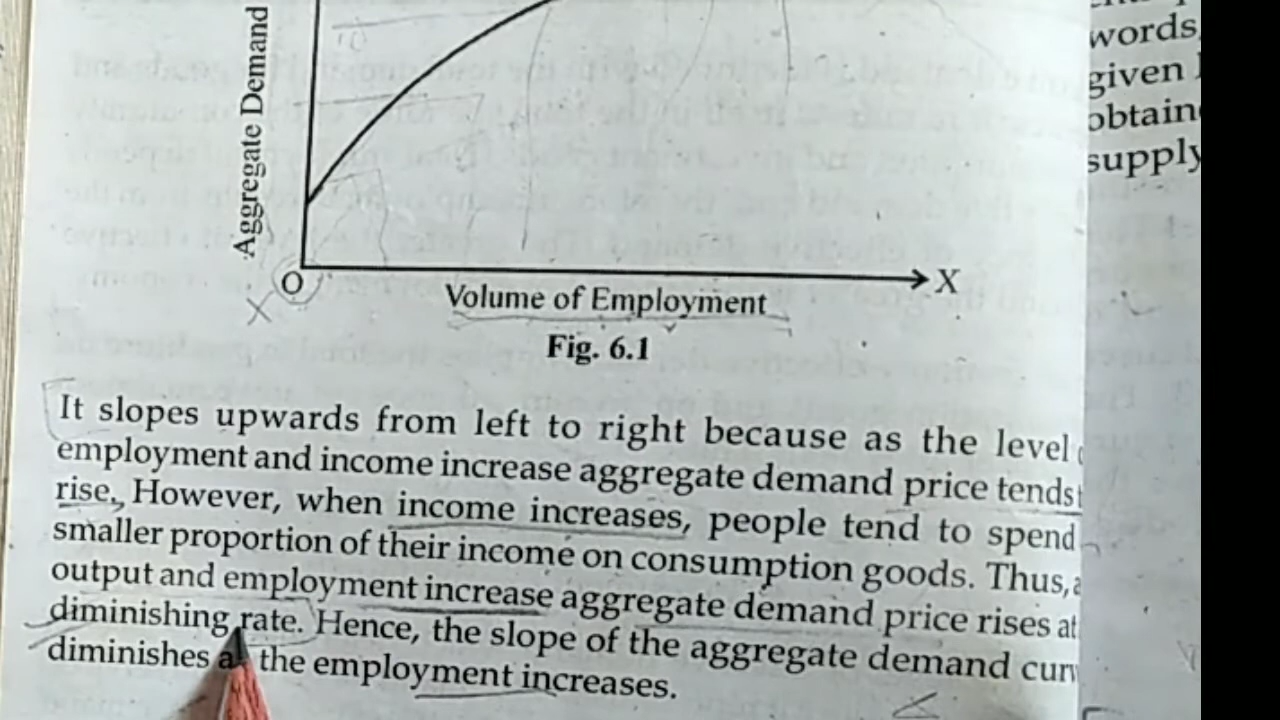 Aggregate Demand
O
X
Volume of Employment
Fig. 6.1
It slopes upwards from left to right because as the level
employment and income increase aggregate demand price tends
rise. However, when income increases, people tend to spend
smaller proportion of their income on consumption goods. Thus, a
output and employment increase aggregate demand price rises at
diminishing rate. Hence, the slope of the aggregate demand cur
diminishes a the employment increases.
words,
given
obtain
supply